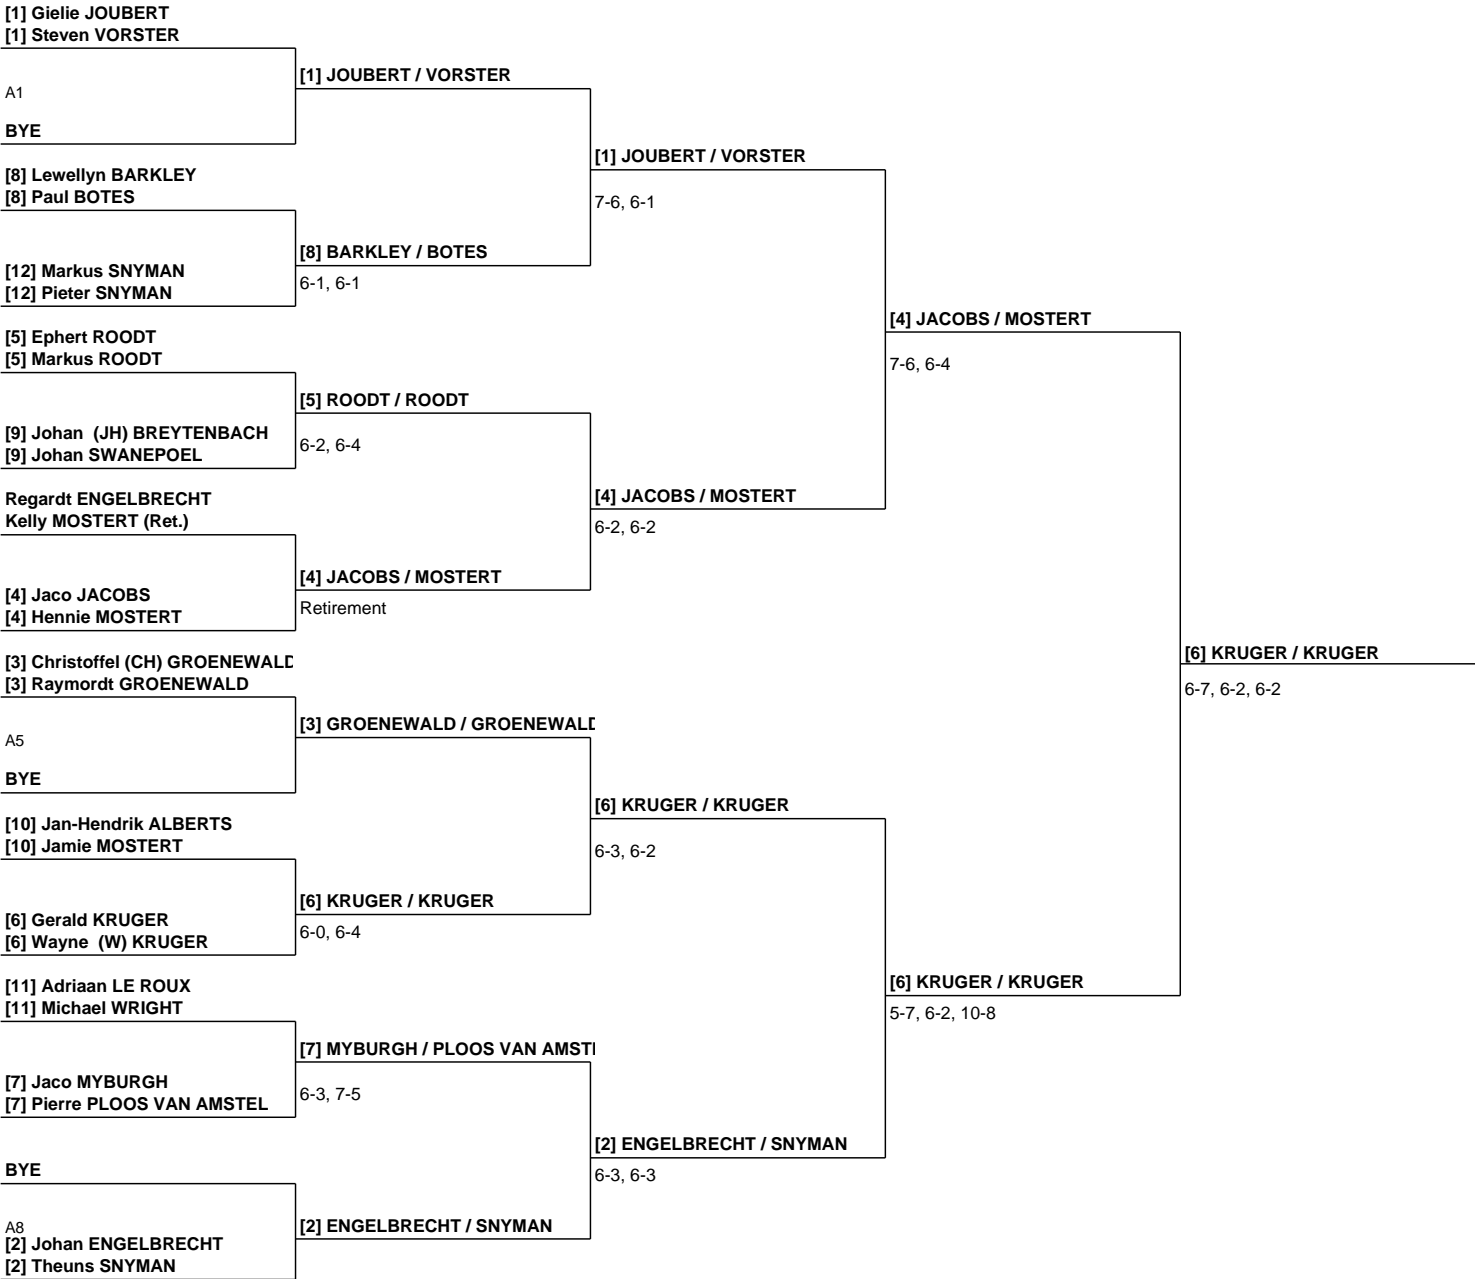 [1] Gielie JOUBERT
[1] Steven VORSTER
[1] JOUBERT / VORSTER
A1
BYE
[1] JOUBERT / VORSTER
7-6, 6-1
[8] Lewellyn BARKLEY
[8] Paul BOTES
[8] BARKLEY / BOTES
6-1, 6-1
[12] Markus SNYMAN
[12] Pieter SNYMAN
[4] JACOBS / MOSTERT
7-6, 6-4
[5] Ephert ROODT
[5] Markus ROODT
[5] ROODT / ROODT
6-2, 6-4
[9] Johan (JH) BREYTENBACH
[9] Johan SWANEPOEL
[4] JACOBS / MOSTERT
6-2, 6-2
Regardt ENGELBRECHT
Kelly MOSTERT (Ret.)
[4] JACOBS / MOSTERT
Retirement
[4] Jaco JACOBS
[4] Hennie MOSTERT
[6] KRUGER / KRUGER
6-7, 6-2, 6-2
[3] Christoffel (CH) GROENEWALD
[3] Raymordt GROENEWALD
[3] GROENEWALD / GROENEWALD
A5
BYE
[6] KRUGER / KRUGER
6-3, 6-2
[10] Jan-Hendrik ALBERTS
[10] Jamie MOSTERT
[6] KRUGER / KRUGER
6-0, 6-4
[6] Gerald KRUGER
[6] Wayne (W) KRUGER
[6] KRUGER / KRUGER
5-7, 6-2, 10-8
[11] Adriaan LE ROUX
[11] Michael WRIGHT
[7] MYBURGH / PLOOS VAN AMST
6-3, 7-5
[7] Jaco MYBURGH
[7] Pierre PLOOS VAN AMSTEL
[2] ENGELBRECHT / SNYMAN
6-3, 6-3
BYE
[2] ENGELBRECHT / SNYMAN
A8
[2] Johan ENGELBRECHT
[2] Theuns SNYMAN